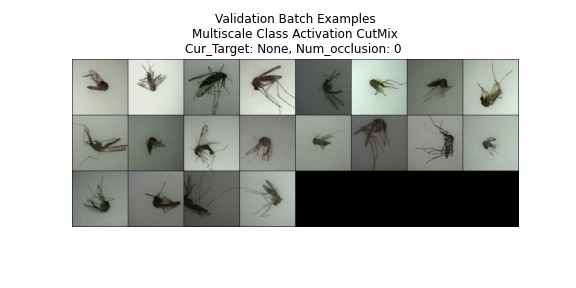 Validation Batch Examples
Multiscale Class Activation CutMix
Cur_Target: None, Num_occlusion: 0